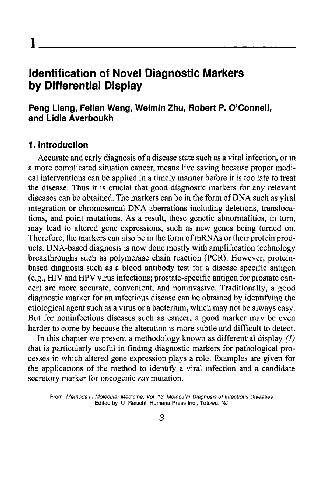 1
Identification of Novel Diagnostic Markers
by Differential Display
Peng Liang, Feilan Wang, Weimin Zhu, Robert P. O'Connell,
and Lidia Averboukh
1. Introduction
Accurate and early diagnosis of a disease state such as a viral infection, or in
a more complicated situation cancer, means live saving because proper medi-
cal interventions can be applied in a timely manner before it is too late to treat
the disease. Thus it is crucial that good diagnostic markers for any relevant
diseases can be obtained. The markers can be in the form of DNA such as viral
integration or chromosomal DNA aberrations including deletions, transloca-
tions, and point mutations. As a result, these genetic abnormalities, in turn,
may lead to altered gene expressions, such as new genes being turned on.
Therefore, the markers can also be in the form of mRNAs or their protein prod-
ucts. DNA-based diagnosis is now done mostly with amplification technology
breakthroughs such as polymerase chain reaction (PCR). However, protein-
based diagnosis such as a blood antibody test for a disease specific antigen
(e.g., HIV and HPV virus infections; prostate-specific antigen for prostate can-
cer) are more accurate, convenient, and noninvasive. Traditionally, a good
diagnostic marker for an infectious disease can be obtained by identifying the
etiological agent such as a virus or a bacterium, which may not be always easy.
But for noninfectious diseases such as cancer, a good marker may be even
harder to come by because the alteration is more subtle and difficult to detect.
In this chapter we present, a methodology known as differential display (1)
that is particularly useful in finding diagnostic markers for pathological pro-
cesses in which altered gene expression plays a role. Examples are given for
the applications of the method to identify a viral infection and a candidate
secretory marker for oncogenic ras mutation.
From Methods in Molecular Medicine, Vol. 13 Molecular Diagnosis of Infectious Diseases
Edited by U Reischl Humana Press Inc, Totowa, NJ
3